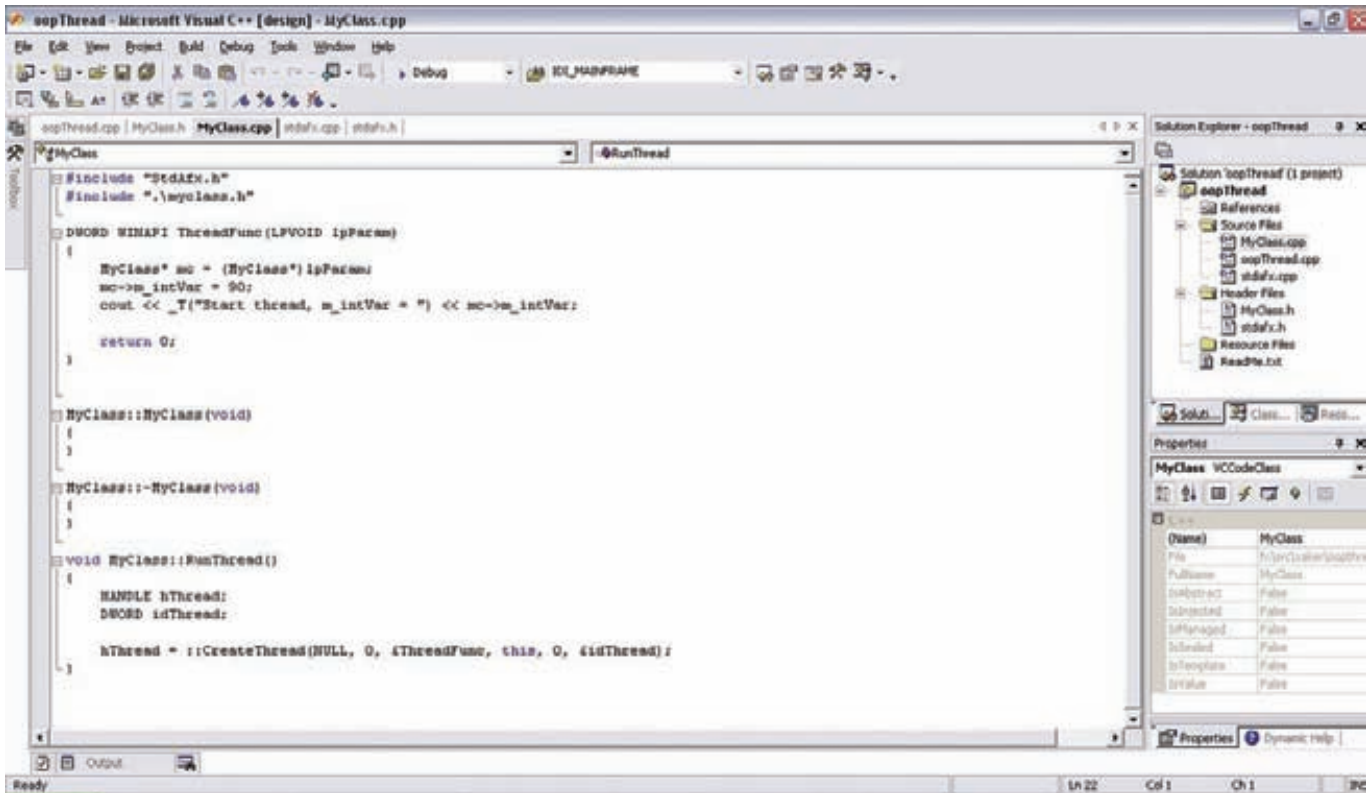 oopThread - Microsoft Visual C++ [design] - MyClass.cpp
File Edit View Project Build Debug Tools Window Help
Debug IDI_MAINFRAME
oopThread.cpp MyClass.h MyClass.cpp stdafx.cpp stdafx.h
MyClass RunThread
Toolbox
#include "StdAfx.h"
#include ".\myclass.h"
DWORD WINAPI ThreadFunc(LPVOID lpParam)
{
MyClass* mc = (MyClass*)lpParam;
mc->m_intVar = 90;
cout << _T("Start thread, m_intVar = ") << mc->m_intVar;
return 0;
}
MyClass::MyClass(void)
{
}
MyClass::~MyClass(void)
{
}
void MyClass::RunThread()
{
HANDLE hThread;
DWORD idThread;
hThread = ::CreateThread(NULL, 0, &ThreadFunc, this, 0, &idThread);
}
Solution Explorer - oopThread
Solution 'oopThread' (1 project)
oopThread
References
Source Files
MyClass.cpp
oopThread.cpp
stdafx.cpp
Header Files
MyClass.h
stdafx.h
Resource Files
ReadMe.txt
Soluti... Class... Reso...
Properties
MyClass VCCodeClass
C++
(Name) MyClass
File
FullName MyClass
IsAbstract False
IsInjected False
IsManaged False
IsSealed False
IsTemplate False
IsValue False
Properties Dynamic Help
Output
Ready Ln 22 Col 1 Ch 1